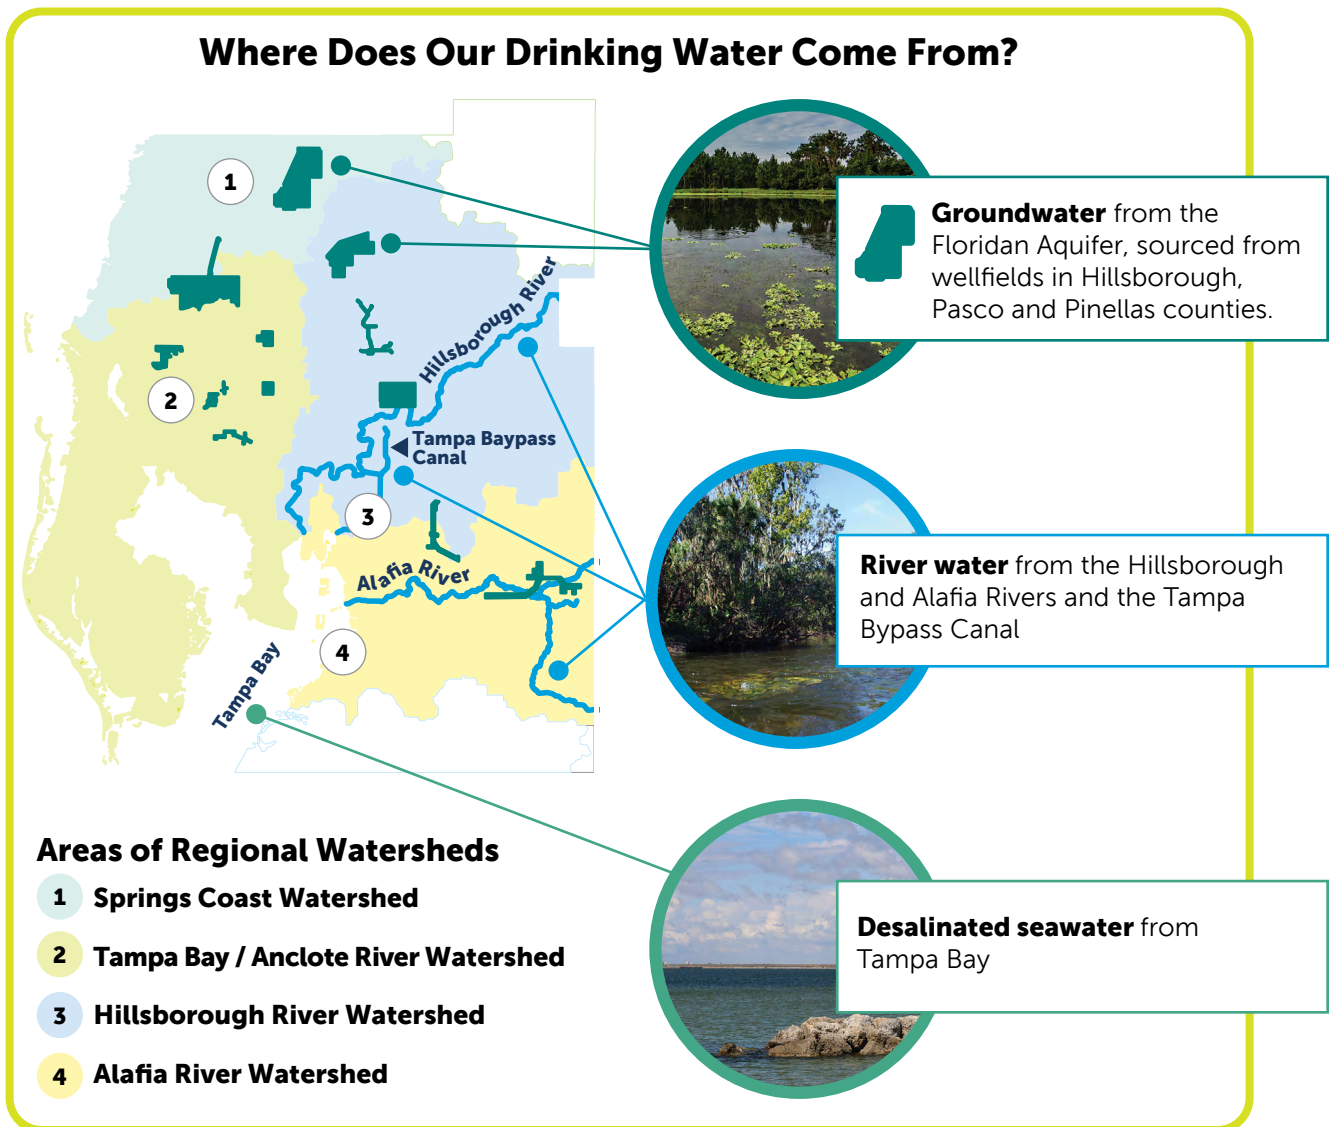 Where Does Our Drinking Water Come From?
1
Groundwater from the
Floridan Aquifer, sourced from
wellfields in Hillsborough,
Pasco and Pinellas counties.
Hillsborough River
2
Tampa Baypass
Canal
3
River water from the Hillsborough
and Alafia Rivers and the Tampa
Bypass Canal
Alafia River
4
Tampa Bay
Areas of Regional Watersheds
1 Springs Coast Watershed
2 Tampa Bay / Anclote River Watershed
3 Hillsborough River Watershed
4 Alafia River Watershed
Desalinated seawater from
Tampa Bay